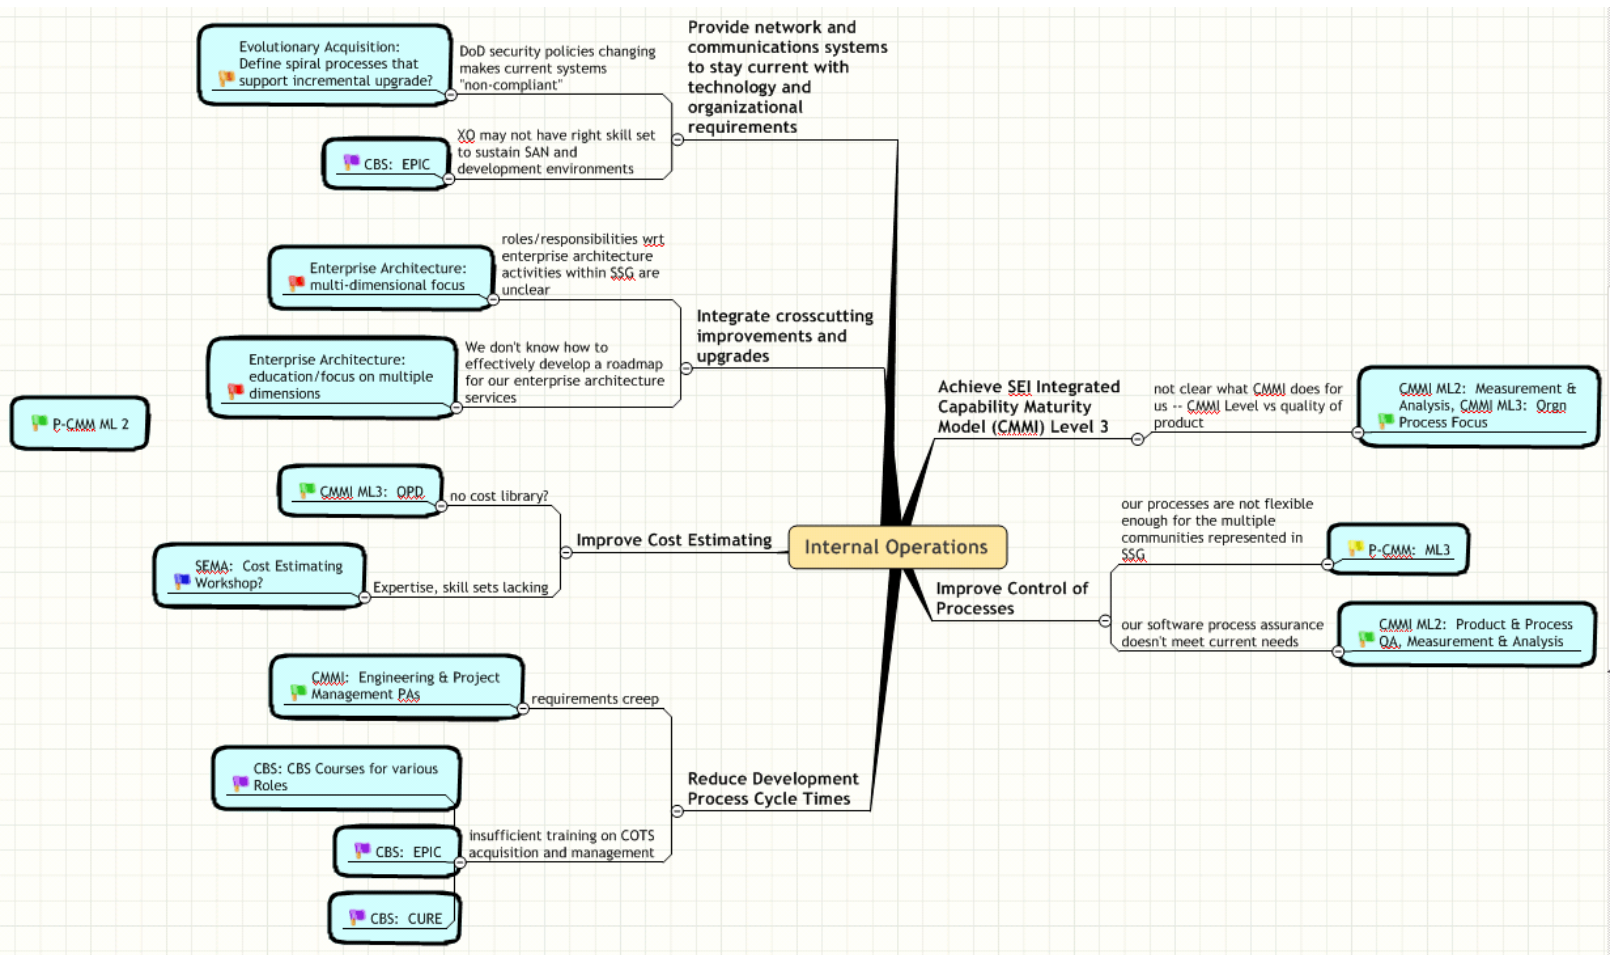 Provide network and
communications systems
to stay current with
technology and
organizational
requirements
Evolutionary Acquisition:
Define spiral processes that
support incremental upgrade?
DoD security policies changing
makes current systems
"non-compliant"
CBS:  EPIC
XO may not have right skill set
to sustain SAN and
development environments
Integrate crosscutting
improvements and
upgrades
Enterprise Architecture:
multi-dimensional focus
roles/responsibilities wrt
enterprise architecture
activities within SSG are
unclear
Enterprise Architecture:
education/focus on multiple
dimensions
We don't know how to
effectively develop a roadmap
for our enterprise architecture
services
P-CMM ML 2
Improve Cost Estimating
CMMI ML3:  OPD
no cost library?
SEMA:  Cost Estimating
Workshop?
Expertise, skill sets lacking
Internal Operations
Reduce Development
Process Cycle Times
CMMI:  Engineering & Project
Management PAs
requirements creep
CBS: CBS Courses for various
Roles
CBS:  EPIC
insufficient training on COTS
acquisition and management
CBS:  CURE
Achieve SEI Integrated
Capability Maturity
Model (CMMI) Level 3
not clear what CMMI does for
us -- CMMI Level vs quality of
product
CMMI ML2:  Measurement &
Analysis, CMMI ML3:  Orgn
Process Focus
Improve Control of
Processes
our processes are not flexible
enough for the multiple
communities represented in
SSG
P-CMM:  ML3
our software process assurance
doesn't meet current needs
CMMI ML2:  Product & Process
QA, Measurement & Analysis